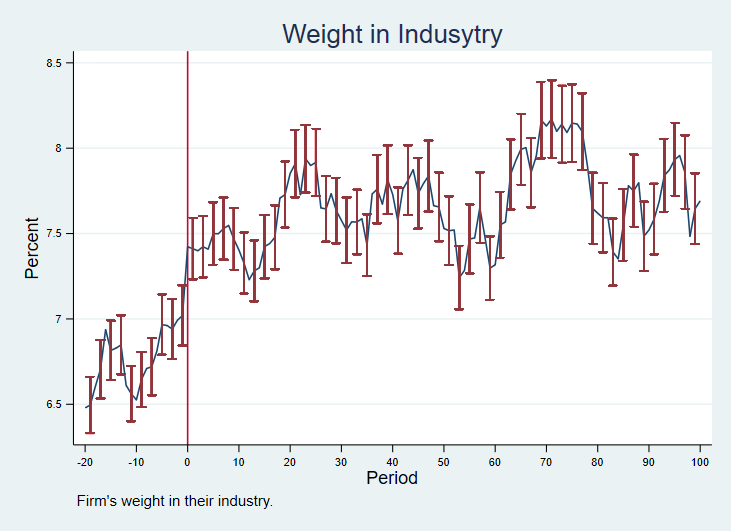 Weight in Indusytry
8.5
8
7.5
7
6.5
Percent
-20 -10 0 10 20 30 40 50 60 70 80 90 100
Period
Firm's weight in their industry.